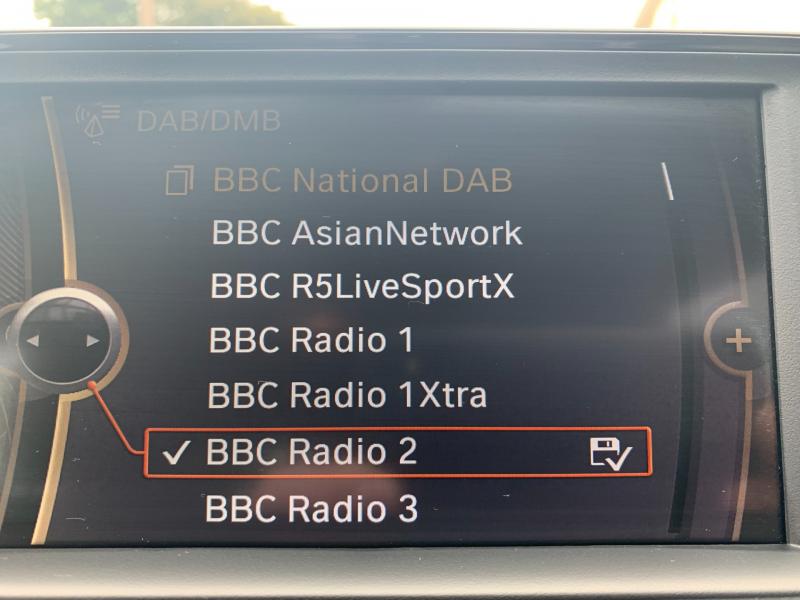 DAB/DMB
BBC National DAB
BBC AsianNetwork
BBC R5LiveSportX
BBC Radio 1
BBC Radio 1Xtra
BBC Radio 2
BBC Radio 3